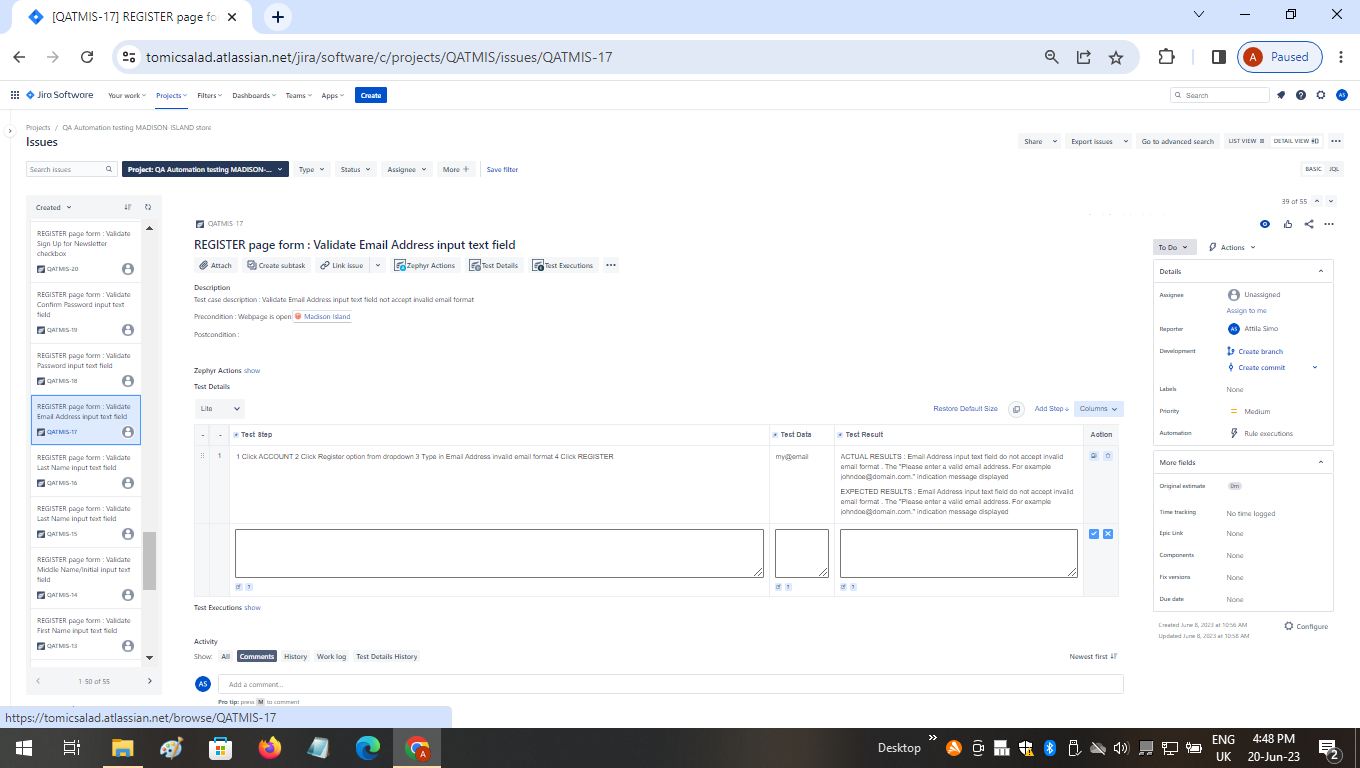 [QATMIS-17] REGISTER page fo
tomicsalad.atlassian.net/jira/software/c/projects/QATMIS/issues/QATMIS-17
A Paused
Jira Software Your work Projects Filters Dashboards Teams Apps Create Search AS
Projects / QA Automation testing MADISON ISLAND store
Issues
Share Export issues Go to advanced search LIST VIEW DETAIL VIEW
Search issues Project: QA Automation testing MADISON-... Type Status Assignee More + Save filter BASIC JQL
Created
39 of 55
REGISTER page form : Validate
Sign Up for Newsletter
checkbox
QATMIS-20
REGISTER page form : Validate
Confirm Password input text
field
QATMIS-19
REGISTER page form : Validate
Password input text field
QATMIS-18
REGISTER page form : Validate
Email Address input text field
QATMIS-17
REGISTER page form : Validate
Last Name input text field
QATMIS-16
REGISTER page form : Validate
Last Name input text field
QATMIS-15
REGISTER page form : Validate
Middle Name/Initial input text
field
QATMIS-14
REGISTER page form : Validate
First Name input text field
QATMIS-13
1-50 of 55
QATMIS-17
REGISTER page form : Validate Email Address input text field
Attach Create subtask Link issue Zephyr Actions Test Details Test Executions
Description
Test case description : Validate Email Address input text field not accept invalid email format
Precondition : Webpage is open Madison Island
Postcondition :
Zephyr Actions show
Test Details
Lite Restore Default Size Add Step Columns
- - Test Step Test Data Test Result Action
1 1 Click ACCOUNT 2 Click Register option from dropdown 3 Type in Email Address invalid email format 4 Click REGISTER
my@email
ACTUAL RESULTS : Email Address input text field do not accept invalid
email format . The "Please enter a valid email address. For example
johndoe@domain.com." indication message displayed
EXPECTED RESULTS : Email Address input text field do not accept invalid
email format . The "Please enter a valid email address. For example
johndoe@domain.com." indication message displayed
Test Executions show
Activity
Show: All Comments History Work log Test Details History Newest first
AS Add a comment...
Pro tip: press M to comment
To Do Actions
Details
Assignee Unassigned
Assign to me
Reporter AS Attila Simo
Development Create branch
Create commit
Labels None
Priority Medium
Automation Rule executions
More fields
Original estimate 0m
Time tracking No time logged
Epic Link None
Components None
Fix versions None
Due date None
Created June 8, 2023 at 10:56 AM
Updated June 8, 2023 at 10:58 AM
Configure
https://tomicsalad.atlassian.net/browse/QATMIS-17
Desktop
ENG
UK
4:48 PM
20-Jun-23
2